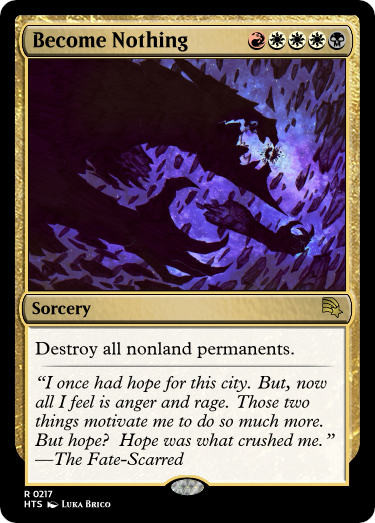 Become Nothing
Sorcery
Destroy all nonland permanents.
“I once had hope for this city. But, now
all I feel is anger and rage. Those two
things motivate me to do so much more.
But hope? Hope was what crushed me.”
—The Fate-Scarred
R 0217
HTS Luka Brico